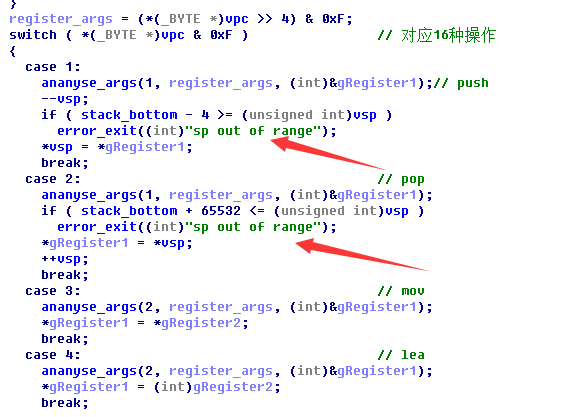 }
register_args = (*(_BYTE *)vpc >> 4) & 0xF;
switch ( *(_BYTE *)vpc & 0xF ) // 对应16种操作
{
case 1:
ananyse_args(1, register_args, (int)&gRegister1);// push
--vsp;
if ( stack_bottom - 4 >= (unsigned int)vsp )
error_exit((int)"sp out of range");
*vsp = *gRegister1;
break;
case 2: // pop
ananyse_args(1, register_args, (int)&gRegister1);
if ( stack_bottom + 65532 <= (unsigned int)vsp )
error_exit((int)"sp out of range");
*gRegister1 = *vsp;
++vsp;
break;
case 3: // mov
ananyse_args(2, register_args, (int)&gRegister1);
*gRegister1 = *gRegister2;
break;
case 4: // lea
ananyse_args(2, register_args, (int)&gRegister1);
*gRegister1 = (int)gRegister2;
break;